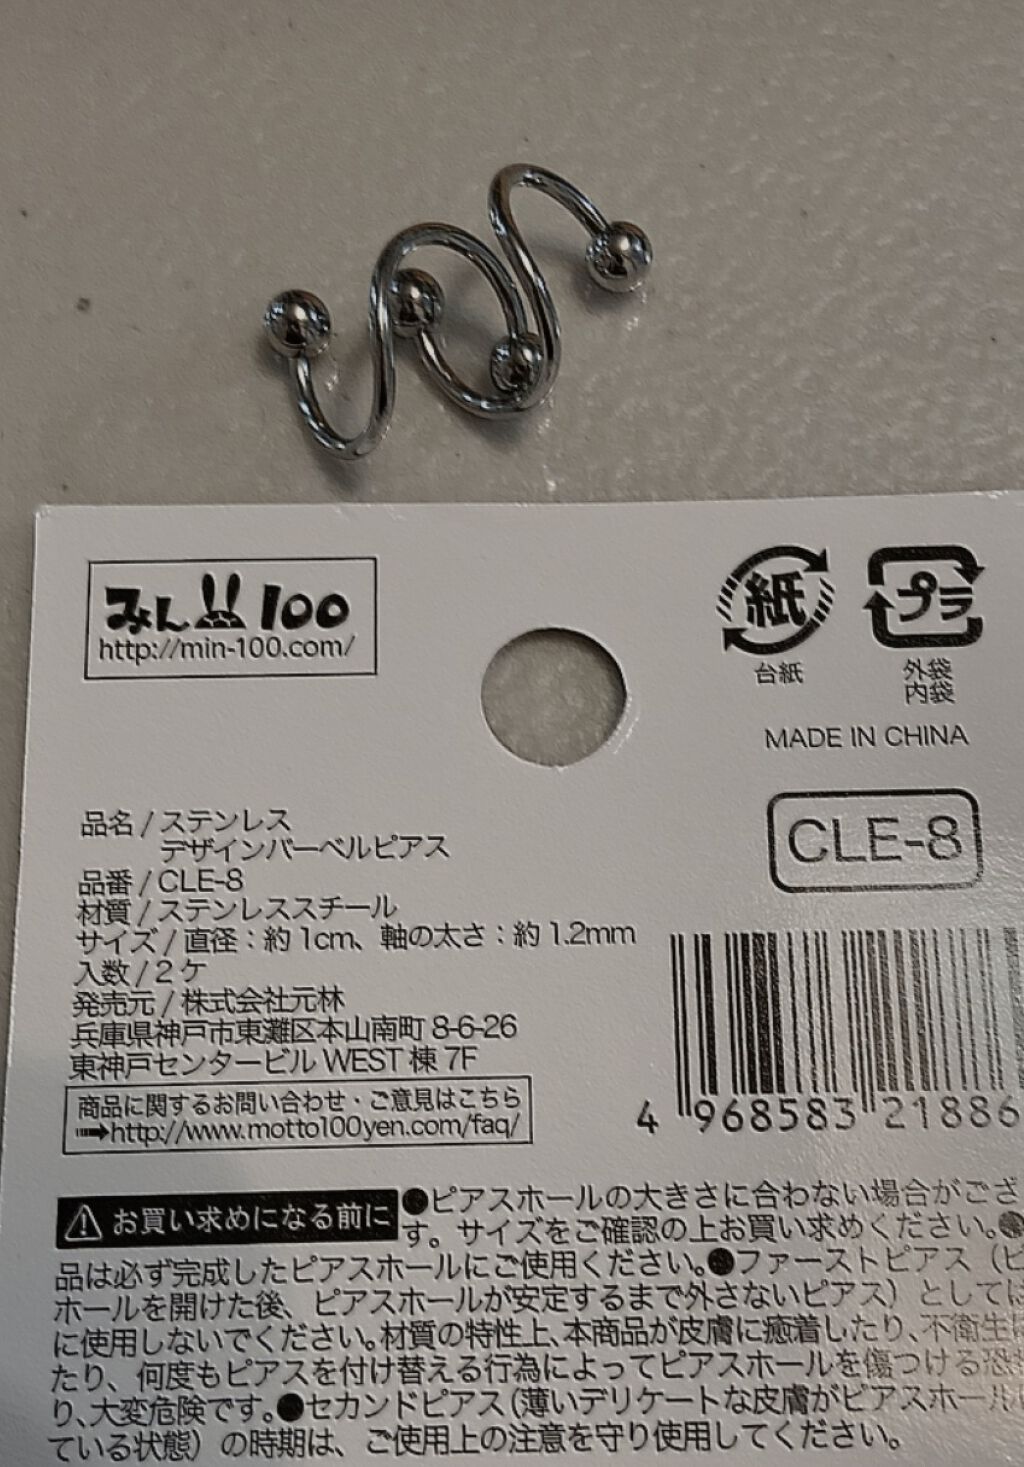 みん100
http://min-100.com/
紙
プラ
台紙
外袋
内袋
MADE IN CHINA
CLE-8
品名/ステンレス
デザインバーベルピアス
品番/CLE-8
材質/ステンレススチール
サイズ/直径：約1cm、軸の太さ：約1.2mm
入数/2ケ
発売元/株式会社元林
兵庫県神戸市東灘区本山南町8-6-26
東神戸センタービルWEST棟7F
商品に関するお問い合わせ・ご意見はこちら
➡http://www.motto100yen.com/faq/
4 968583 21886
⚠お買い求めになる前に ●ピアスホールの大きさに合わない場合がござ
す。サイズをご確認の上お買い求めください。●
品は必ず完成したピアスホールにご使用ください。●ファーストピアス（ピ
ホールを開けた後、ピアスホールが安定するまで外さないピアス）としては
に使用しないでください。材質の特性上、本商品が皮膚に癒着したり、不衛生
たり、何度もピアスを付け替える行為によってピアスホールを傷つける恐
り、大変危険です。●セカンドピアス（薄いデリケートな皮膚がピアスホール
ている状態）の時期は、ご使用上の注意を守り使用してください。